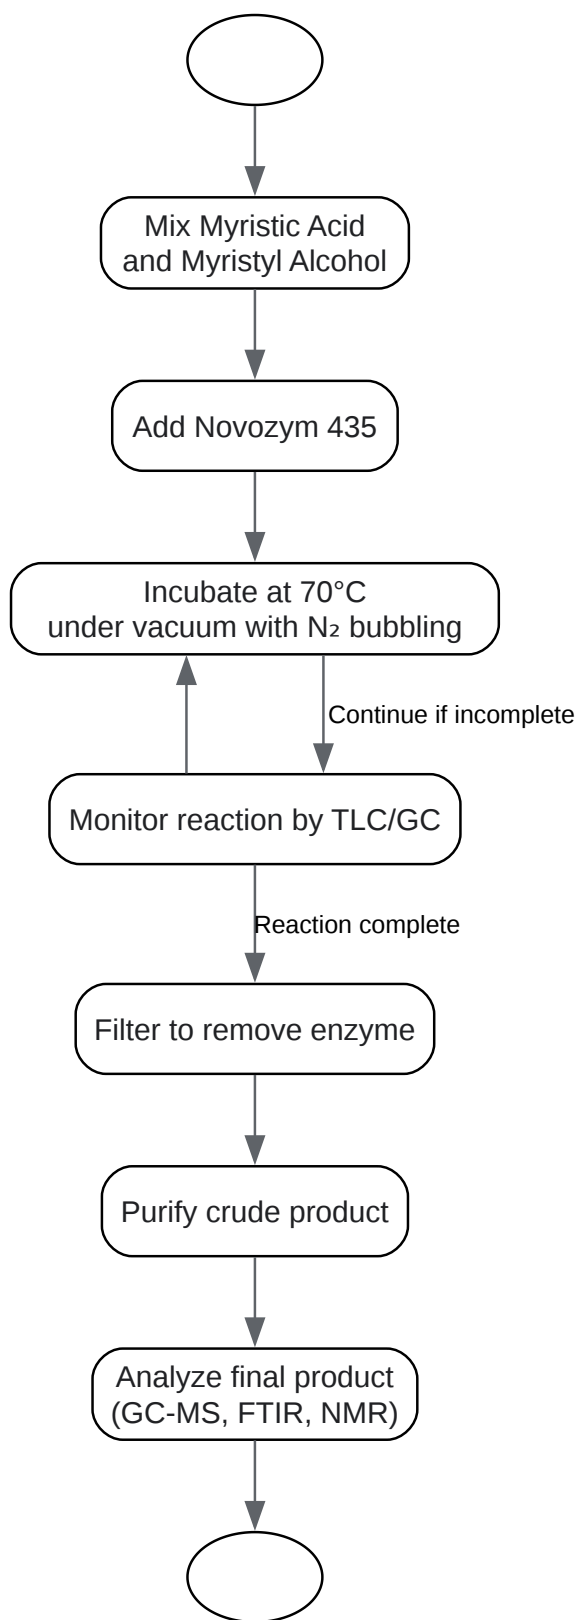 Mix Myristic Acid
and Myristyl Alcohol
Add Novozym 435
Incubate at 70°C
under vacuum with N₂ bubbling
Continue if incomplete
Monitor reaction by TLC/GC
Reaction complete
Filter to remove enzyme
Purify crude product
Analyze final product
(GC-MS, FTIR, NMR)